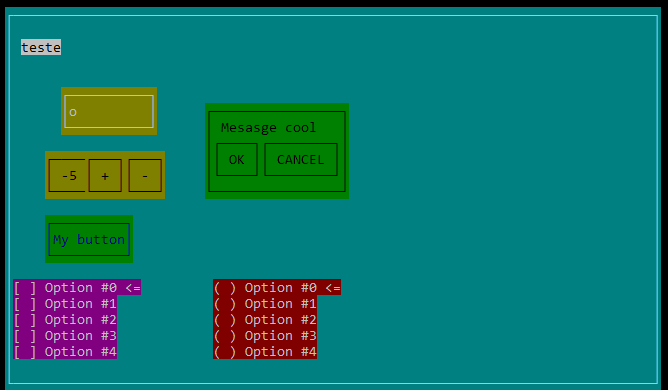 teste
o
Mesasge cool
OK CANCEL
-5 + -
My button
[ ] Option #0 <=
[ ] Option #1
[ ] Option #2
[ ] Option #3
[ ] Option #4
( ) Option #0 <=
( ) Option #1
( ) Option #2
( ) Option #3
( ) Option #4